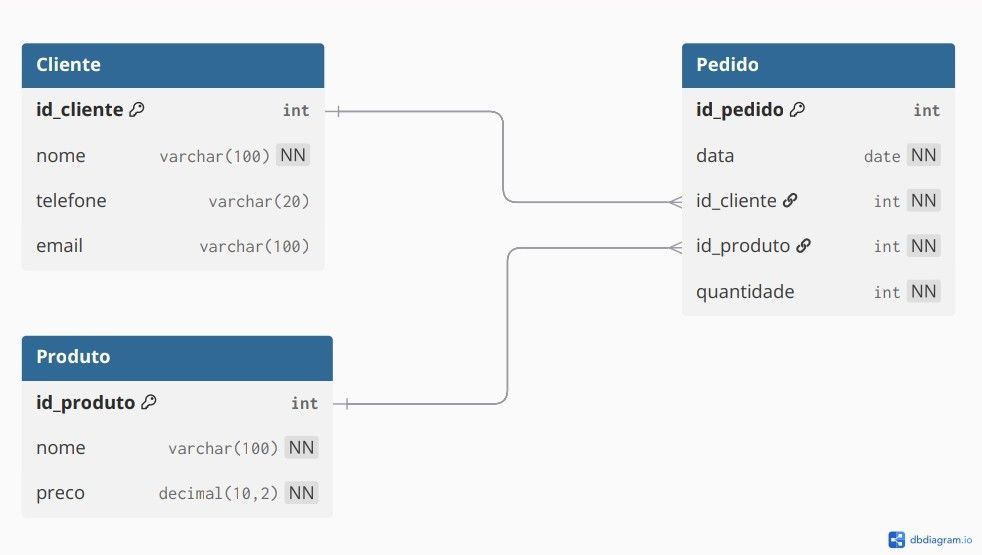 Cliente
id_cliente int
nome varchar(100) NN
telefone varchar(20)
email varchar(100)
Pedido
id_pedido int
data date NN
id_cliente int NN
id_produto int NN
quantidade int NN
Produto
id_produto int
nome varchar(100) NN
preco decimal(10,2) NN
dbdiagram.io